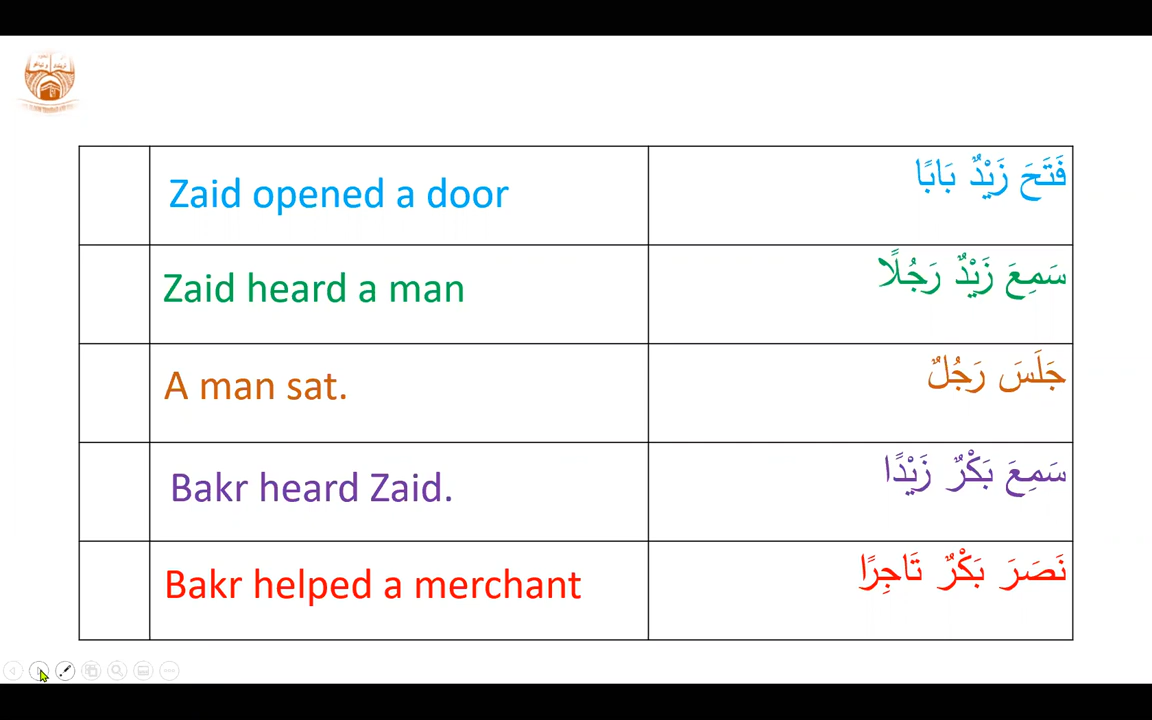 Zaid opened a door
فَتَحَ زَيْدٌ بَابًا
Zaid heard a man
سَمِعَ زَيْدٌ رَجُلًا
A man sat.
جَلَسَ رَجُلٌ
Bakr heard Zaid.
سَمِعَ بَكْرٌ زَيْدًا
Bakr helped a merchant
نَصَرَ بَكْرٌ تَاجِرًا